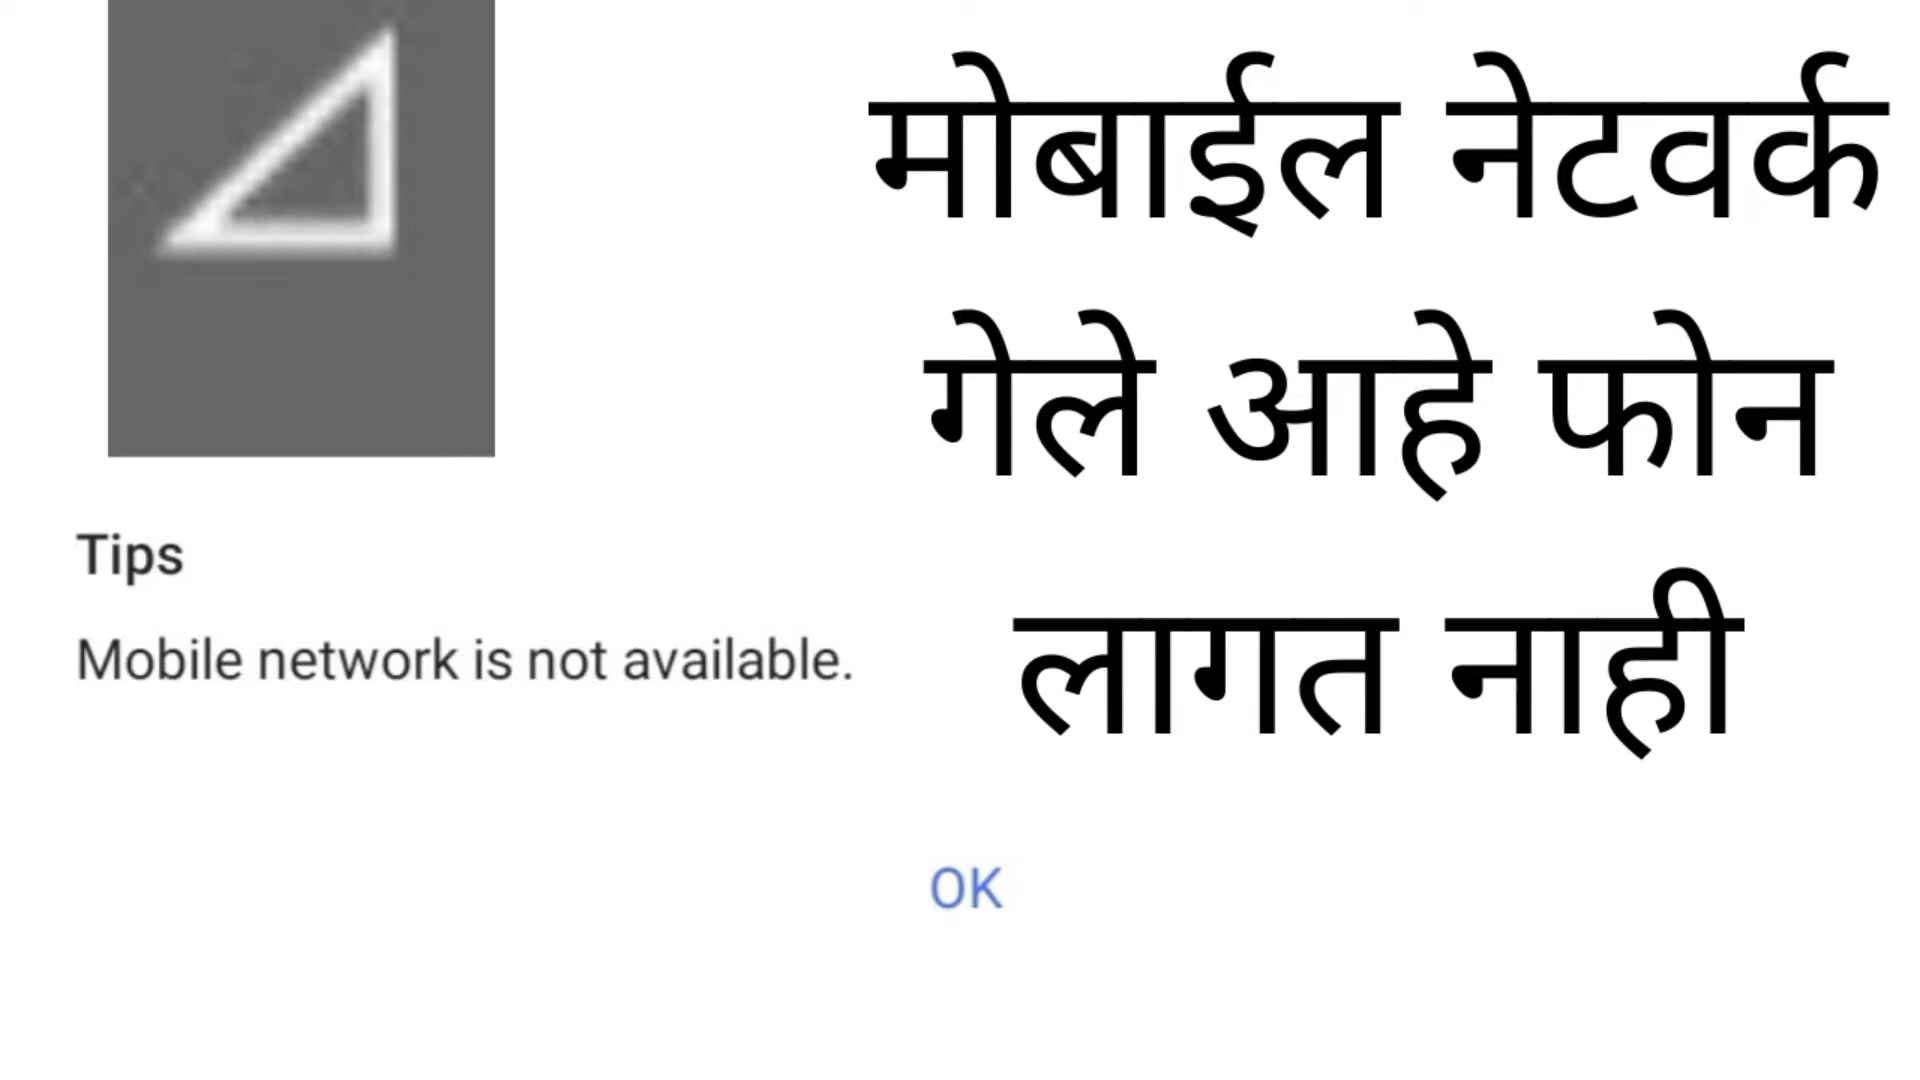 मोबाईल नेटवर्क
गेले आहे फोन
लागत नाही
Tips
Mobile network is not available.
OK